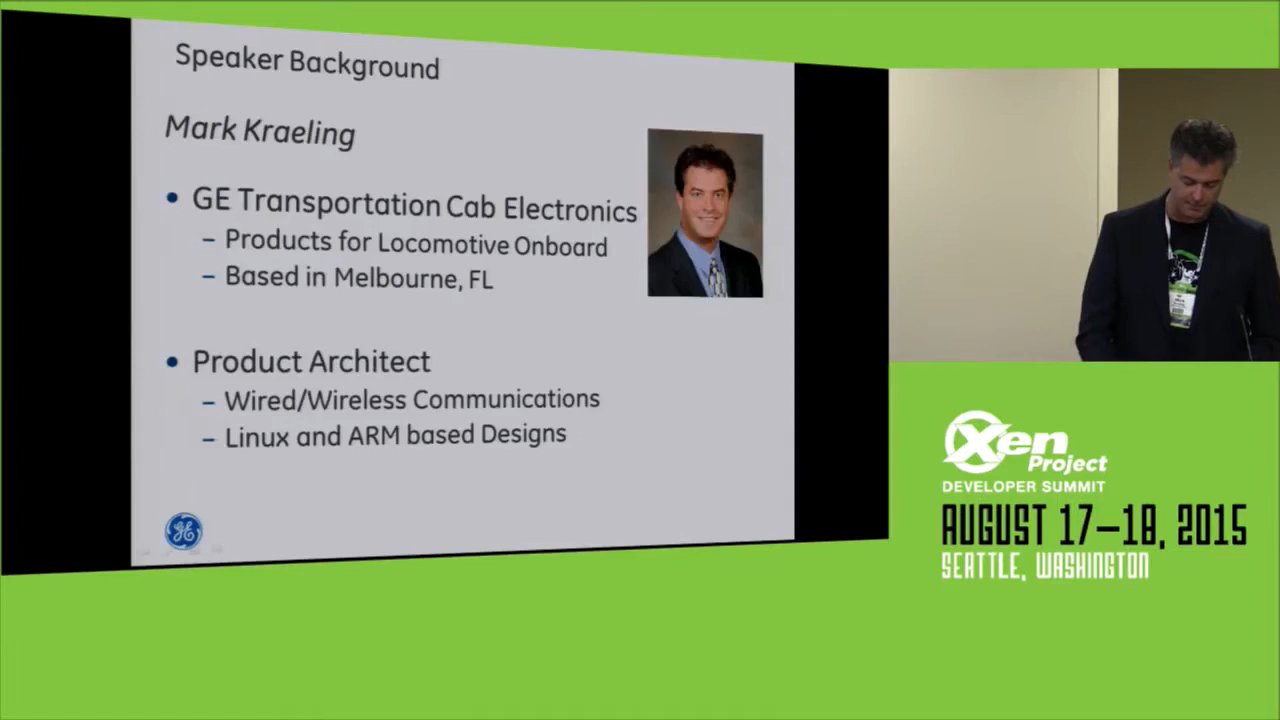 Speaker Background
Mark Kraeling
• GE Transportation Cab Electronics
– Products for Locomotive Onboard
– Based in Melbourne, FL
• Product Architect
– Wired/Wireless Communications
– Linux and ARM based Designs
GE
Xen
Project
DEVELOPER SUMMIT
AUGUST 17–18, 2015
SEATTLE, WASHINGTON